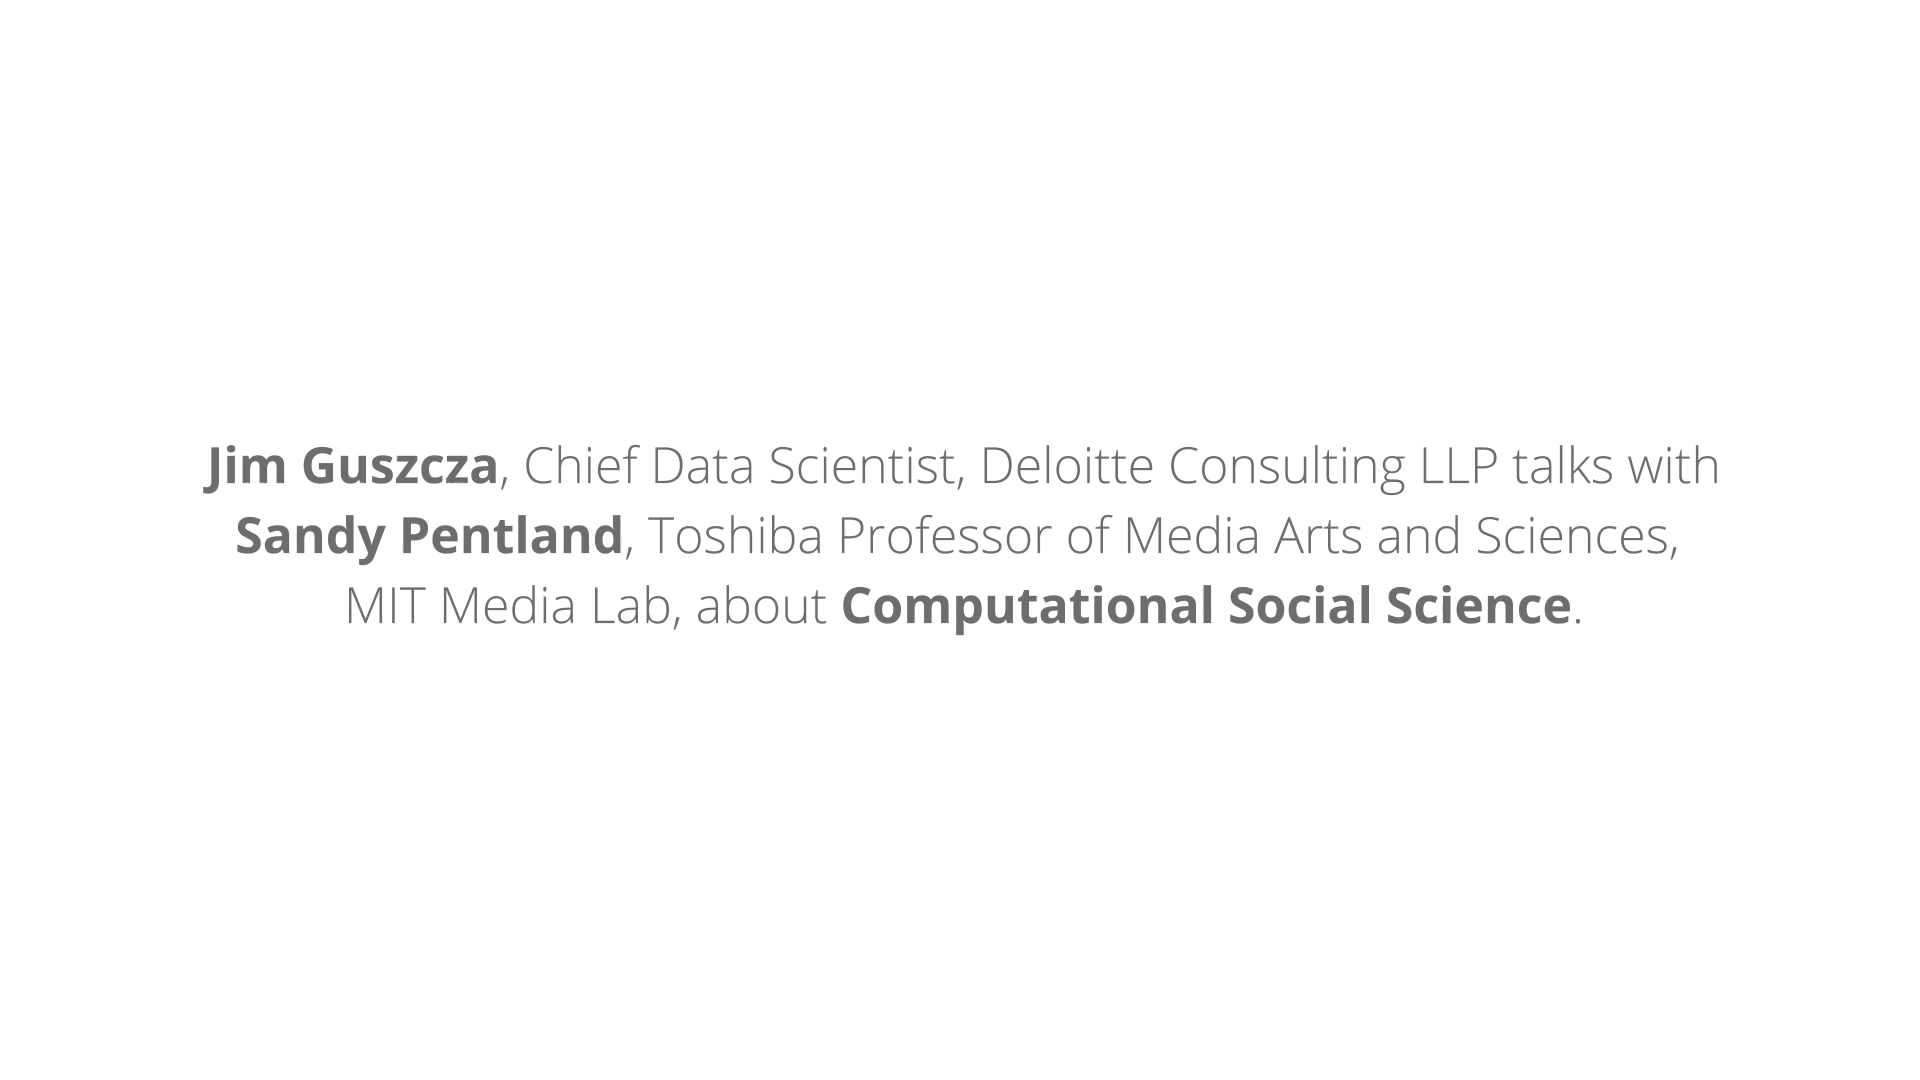 Jim Guszcza, Chief Data Scientist, Deloitte Consulting LLP talks with
Sandy Pentland, Toshiba Professor of Media Arts and Sciences,
MIT Media Lab, about Computational Social Science.